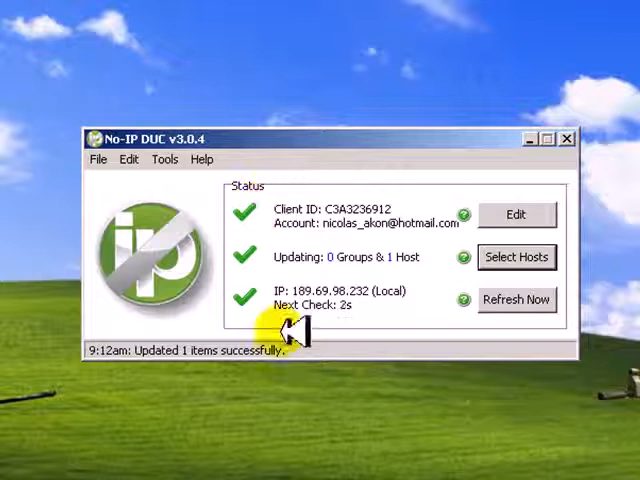 No-IP DUC v3.0.4
File Edit Tools Help
Status
Client ID: C3A3236912
Account: nicolas_akon@hotmail.com
Edit
Updating: 0 Groups & 1 Host
Select Hosts
IP: 189.69.98.232 (Local)
Next Check: 2s
Refresh Now
ip
9:12am: Updated 1 items successfully.